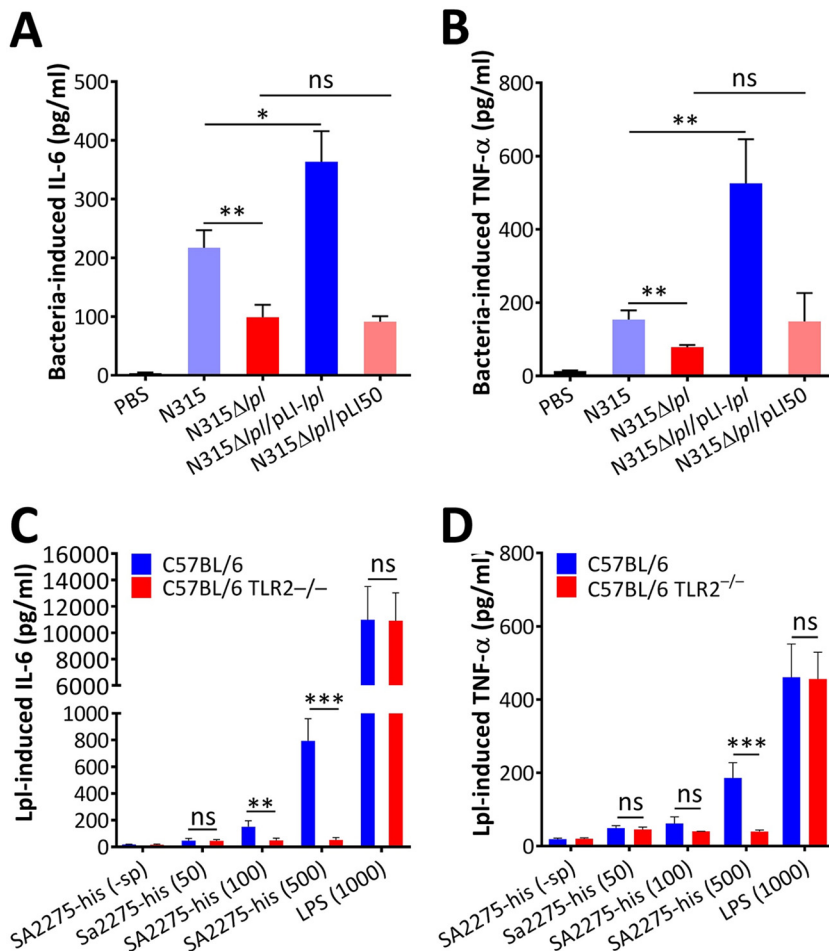 A
Bacteria-induced IL-6 (pg/ml)
500
400
300
200
100
0
ns
*
**
PBS
N315
N315Δlpl
N315Δlpl/pLI-lpl
N315Δlpl/pLI50
B
Bacteria-induced TNF-α (pg/ml)
800
600
400
200
0
ns
**
**
PBS
N315
N315Δlpl
N315Δlpl/pLI-lpl
N315Δlpl/pLI50
C
Lpl-induced IL-6 (pg/ml)
16000
14000
12000
10000
8000
6000
1000
800
600
400
200
0
C57BL/6
C57BL/6 TLR2–/–
ns
**
***
ns
SA2275-his (-sp)
Sa2275-his (50)
SA2275-his (100)
SA2275-his (500)
LPS (1000)
D
Lpl-induced TNF-α (pg/ml)
800
600
400
200
0
C57BL/6
C57BL/6 TLR2–/–
ns
ns
***
ns
SA2275-his (-sp)
Sa2275-his (50)
SA2275-his (100)
SA2275-his (500)
LPS (1000)